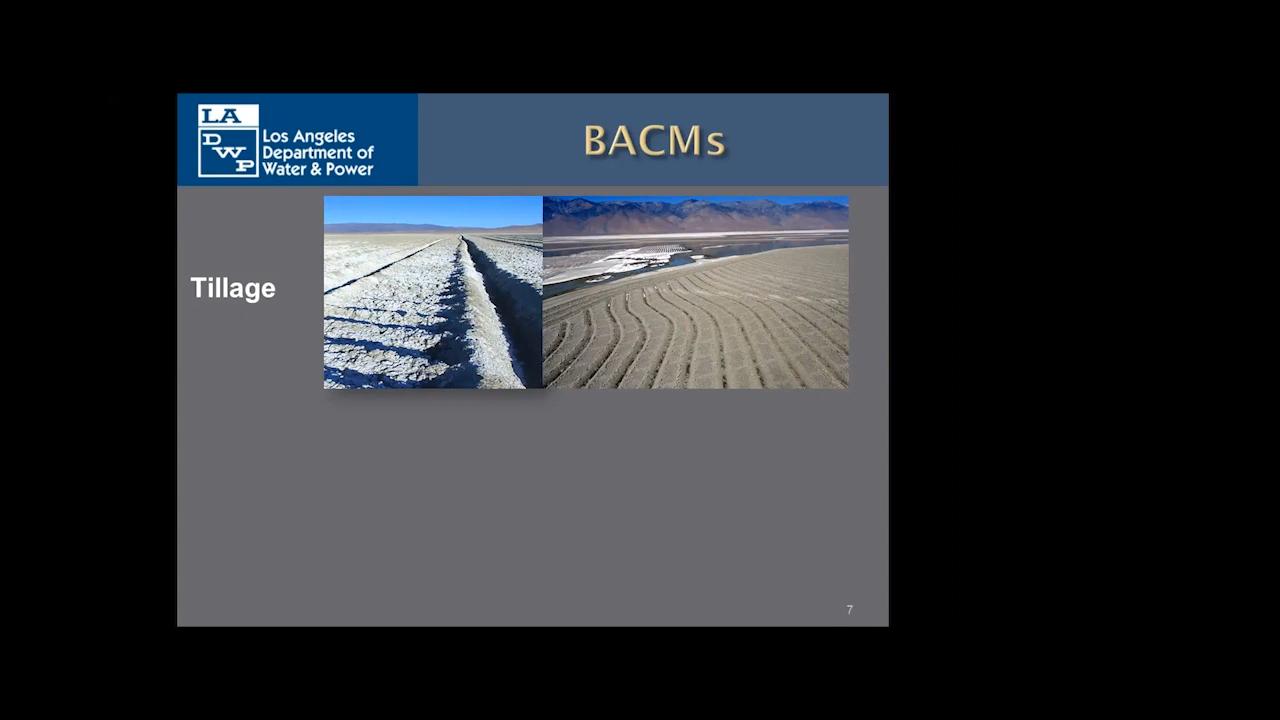 LA
DWP
Los Angeles
Department of
Water & Power
BACMs
Tillage
7